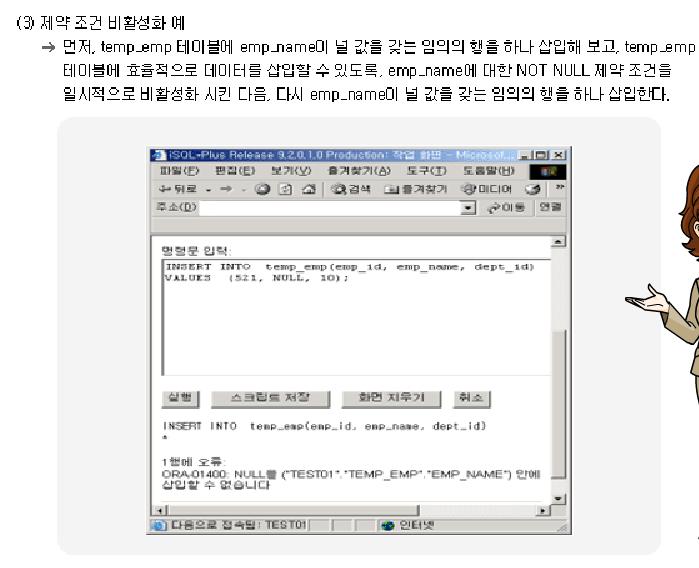 (3) 제약 조건 비활성화 예
→ 먼저, temp_emp 테이블에 emp_name이 널 값을 갖는 임의의 행을 하나 삽입해 보고, temp_emp
테이블에 효율적으로 데이터를 삽입할 수 있도록, emp_name에 대한 NOT NULL 제약 조건을
일시적으로 비활성화 시킨 다음, 다시 emp_name이 널 값을 갖는 임의의 행을 하나 삽입한다.
iSQL*Plus Release 9.2.0.1.0 Production: 작업 화면 - Microsof...
파일(F) 편집(E) 보기(V) 즐겨찾기(A) 도구(T) 도움말(H)
뒤로 검색 즐겨찾기 미디어 »
주소(D) 이동 연결
명령문 입력:
INSERT INTO temp_emp(emp_id, emp_name, dept_id)
VALUES (521, NULL, 10);
실행 스크립트 저장 화면 지우기 취소
INSERT INTO temp_emp(emp_id, emp_name, dept_id)
*
1행에 오류:
ORA-01400: NULL을 ("TEST01"."TEMP_EMP"."EMP_NAME") 안에
삽입할 수 없습니다
다음으로 접속됨: TEST01 인터넷